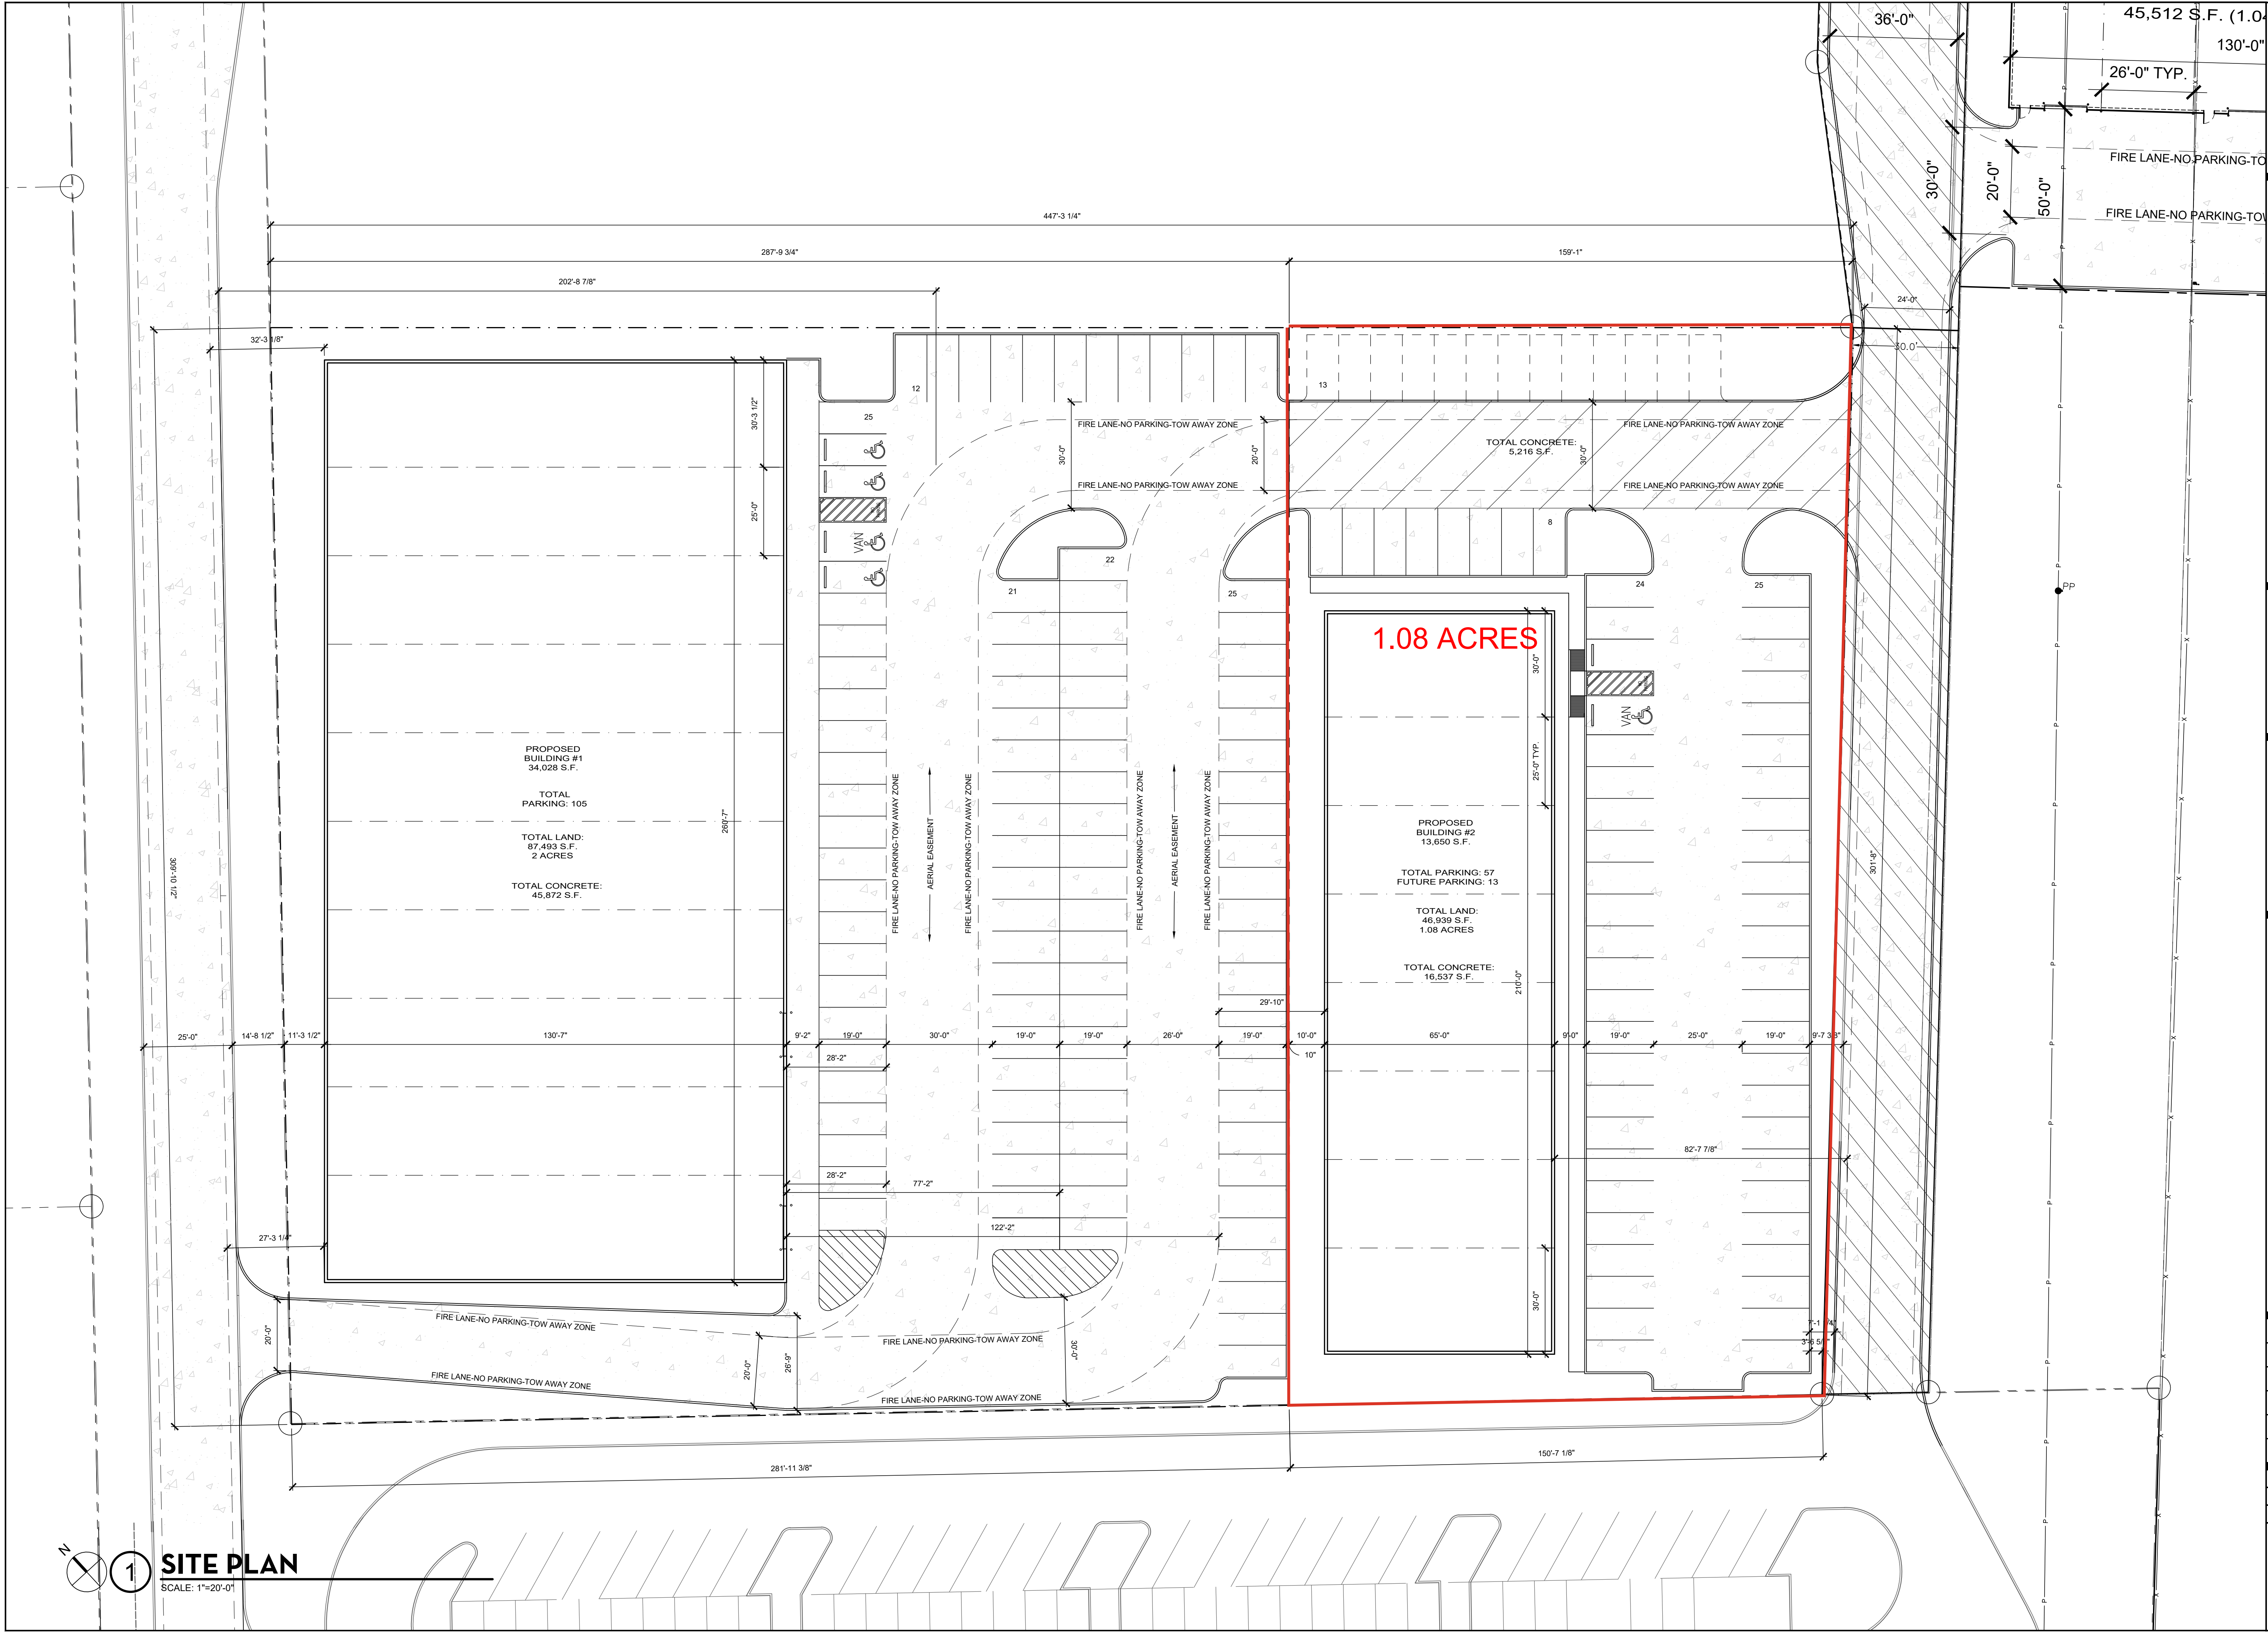 36'-0"
45,512 S.F. (1.04
130'-0"
26'-0" TYP.
FIRE LANE-NO PARKING-TO
30'-0"
20'-0"
50'-0"
FIRE LANE-NO PARKING-TOW
447'-3 1/4"
287'-9 3/4"
159'-1"
202'-8 7/8"
24'-0"
30.0'
32'-3 1/8"
12
13
25
30'-3 1/2"
FIRE LANE-NO PARKING-TOW AWAY ZONE
FIRE LANE-NO PARKING-TOW AWAY ZONE
TOTAL CONCRETE:
5,216 S.F.
30'-0"
20'-0"
30'-0"
FIRE LANE-NO PARKING-TOW AWAY ZONE
FIRE LANE-NO PARKING-TOW AWAY ZONE
25'-0"
VAN
8
22
21
25
24
25
PP
1.08 ACRES
30'-0"
VAN
25'-0" TYP.
PROPOSED
BUILDING #1
34,028 S.F.
TOTAL
PARKING: 105
TOTAL LAND:
87,493 S.F.
2 ACRES
TOTAL CONCRETE:
45,872 S.F.
260'-7"
FIRE LANE-NO PARKING-TOW AWAY ZONE
AERIAL EASEMENT
FIRE LANE-NO PARKING-TOW AWAY ZONE
FIRE LANE-NO PARKING-TOW AWAY ZONE
AERIAL EASEMENT
FIRE LANE-NO PARKING-TOW AWAY ZONE
PROPOSED
BUILDING #2
13,650 S.F.
TOTAL PARKING: 57
FUTURE PARKING: 13
TOTAL LAND:
46,939 S.F.
1.08 ACRES
TOTAL CONCRETE:
16,537 S.F.
210'-0"
301'-8"
309'-10 1/2"
29'-10"
25'-0"
14'-8 1/2"
11'-3 1/2"
130'-7"
9'-2"
19'-0"
30'-0"
19'-0"
19'-0"
26'-0"
19'-0"
10'-0"
65'-0"
9'-0"
19'-0"
25'-0"
19'-0"
9'-7 3/8"
28'-2"
10"
28'-2"
77'-2"
82'-7 7/8"
122'-2"
27'-3 1/4"
20'-0"
FIRE LANE-NO PARKING-TOW AWAY ZONE
FIRE LANE-NO PARKING-TOW AWAY ZONE
FIRE LANE-NO PARKING-TOW AWAY ZONE
FIRE LANE-NO PARKING-TOW AWAY ZONE
20'-0"
26'-9"
30'-0"
30'-0"
281'-11 3/8"
150'-7 1/8"
N
1
SITE PLAN
SCALE: 1"=20'-0"